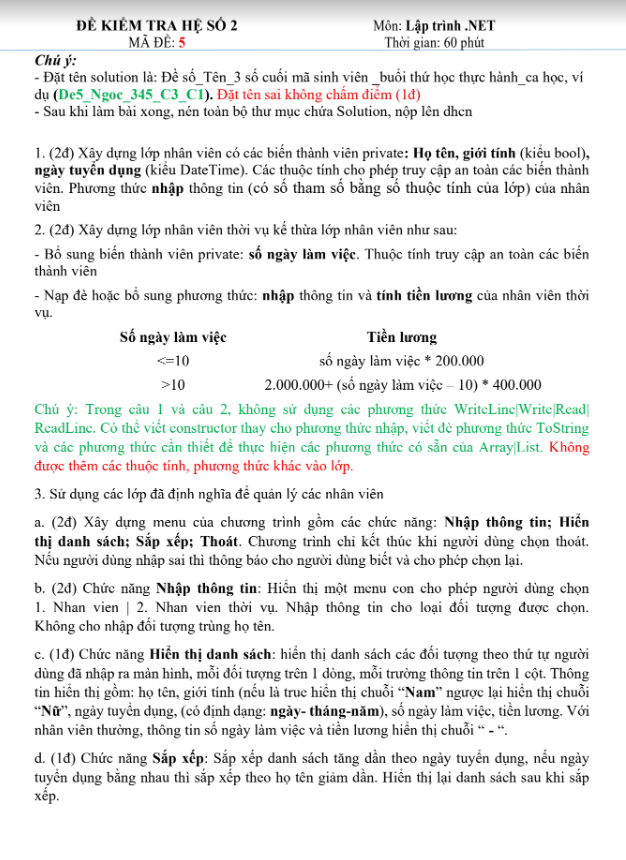 ĐỀ KIỂM TRA HỆ SỐ 2 Môn: Lập trình .NET
MÃ ĐỀ: 5 Thời gian: 60 phút
Chú ý:
- Đặt tên solution là: Đề số_Tên_3 số cuối mã sinh viên _buổi thứ học thực hành_ca học, ví
dụ (De5_Ngoc_345_C3_C1). Đặt tên sai không chấm điểm (1đ)
- Sau khi làm bài xong, nén toàn bộ thư mục chứa Solution, nộp lên dhcn
1. (2đ) Xây dựng lớp nhân viên có các biến thành viên private: Họ tên, giới tính (kiểu bool),
ngày tuyển dụng (kiểu DateTime). Các thuộc tính cho phép truy cập an toàn các biến thành
viên. Phương thức nhập thông tin (có số tham số bằng số thuộc tính của lớp) của nhân
viên
2. (2đ) Xây dựng lớp nhân viên thời vụ kế thừa lớp nhân viên như sau:
- Bổ sung biến thành viên private: số ngày làm việc. Thuộc tính truy cập an toàn các biến
thành viên
- Nạp đè hoặc bổ sung phương thức: nhập thông tin và tính tiền lương của nhân viên thời
vụ.
Số ngày làm việc Tiền lương
<=10 số ngày làm việc * 200.000
>10 2.000.000+ (số ngày làm việc – 10) * 400.000
Chú ý: Trong câu 1 và câu 2, không sử dụng các phương thức WriteLine|Write|Read|
ReadLine. Có thể viết constructor thay cho phương thức nhập, viết đè phương thức ToString
và các phương thức cần thiết để thực hiện các phương thức có sẵn của Array|List. Không
được thêm các thuộc tính, phương thức khác vào lớp.
3. Sử dụng các lớp đã định nghĩa để quản lý các nhân viên
a. (2đ) Xây dựng menu của chương trình gồm các chức năng: Nhập thông tin; Hiển
thị danh sách; Sắp xếp; Thoát. Chương trình chỉ kết thúc khi người dùng chọn thoát.
Nếu người dùng nhập sai thì thông báo cho người dùng biết và cho phép chọn lại.
b. (2đ) Chức năng Nhập thông tin: Hiển thị một menu con cho phép người dùng chọn
1. Nhan vien | 2. Nhan vien thời vụ. Nhập thông tin cho loại đối tượng được chọn.
Không cho nhập đối tượng trùng họ tên.
c. (1đ) Chức năng Hiển thị danh sách: hiển thị danh sách các đối tượng theo thứ tự người
dùng đã nhập ra màn hình, mỗi đối tượng trên 1 dòng, mỗi trường thông tin trên 1 cột. Thông
tin hiển thị gồm: họ tên, giới tính (nếu là true hiển thị chuỗi “Nam” ngược lại hiển thị chuỗi
“Nữ”, ngày tuyển dụng, (có định dạng: ngày- tháng-năm), số ngày làm việc, tiền lương. Với
nhân viên thường, thông tin số ngày làm việc và tiền lương hiển thị chuỗi “ - “.
d. (1đ) Chức năng Sắp xếp: Sắp xếp danh sách tăng dần theo ngày tuyển dụng, nếu ngày
tuyển dụng bằng nhau thì sắp xếp theo họ tên giảm dần. Hiển thị lại danh sách sau khi sắp
xếp.